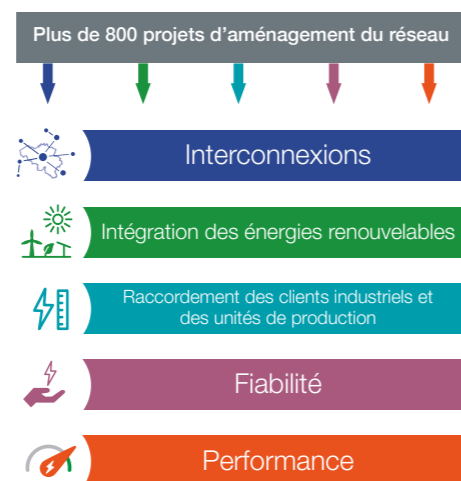 Plus de 800 projets d’aménagement du réseau
Interconnexions
Intégration des énergies renouvelables
Raccordement des clients industriels et
des unités de production
Fiabilité
Performance